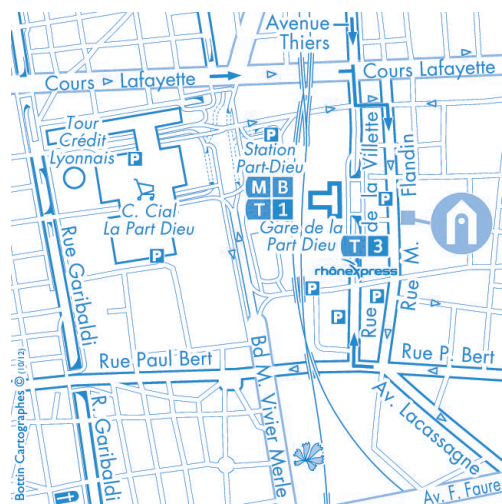 Avenue
Thiers
Cours Lafayette
Cours Lafayette
Tour
Crédit
Lyonnais
P
P
Station
Part-Dieu
M B
T 1
C. Cial
La Part Dieu
P
Gare de la
Part Dieu
T 3
rhônexpress
P
P
P
P
Rue de la Villette
Rue M. Flandin
Rue Garibaldi
Rue Paul Bert
Rue P. Bert
R. Garibaldi
Bd M. Vivier Merle
Av. Lacassagne
Av. F. Faure
Bottin Cartographes © (10/12)